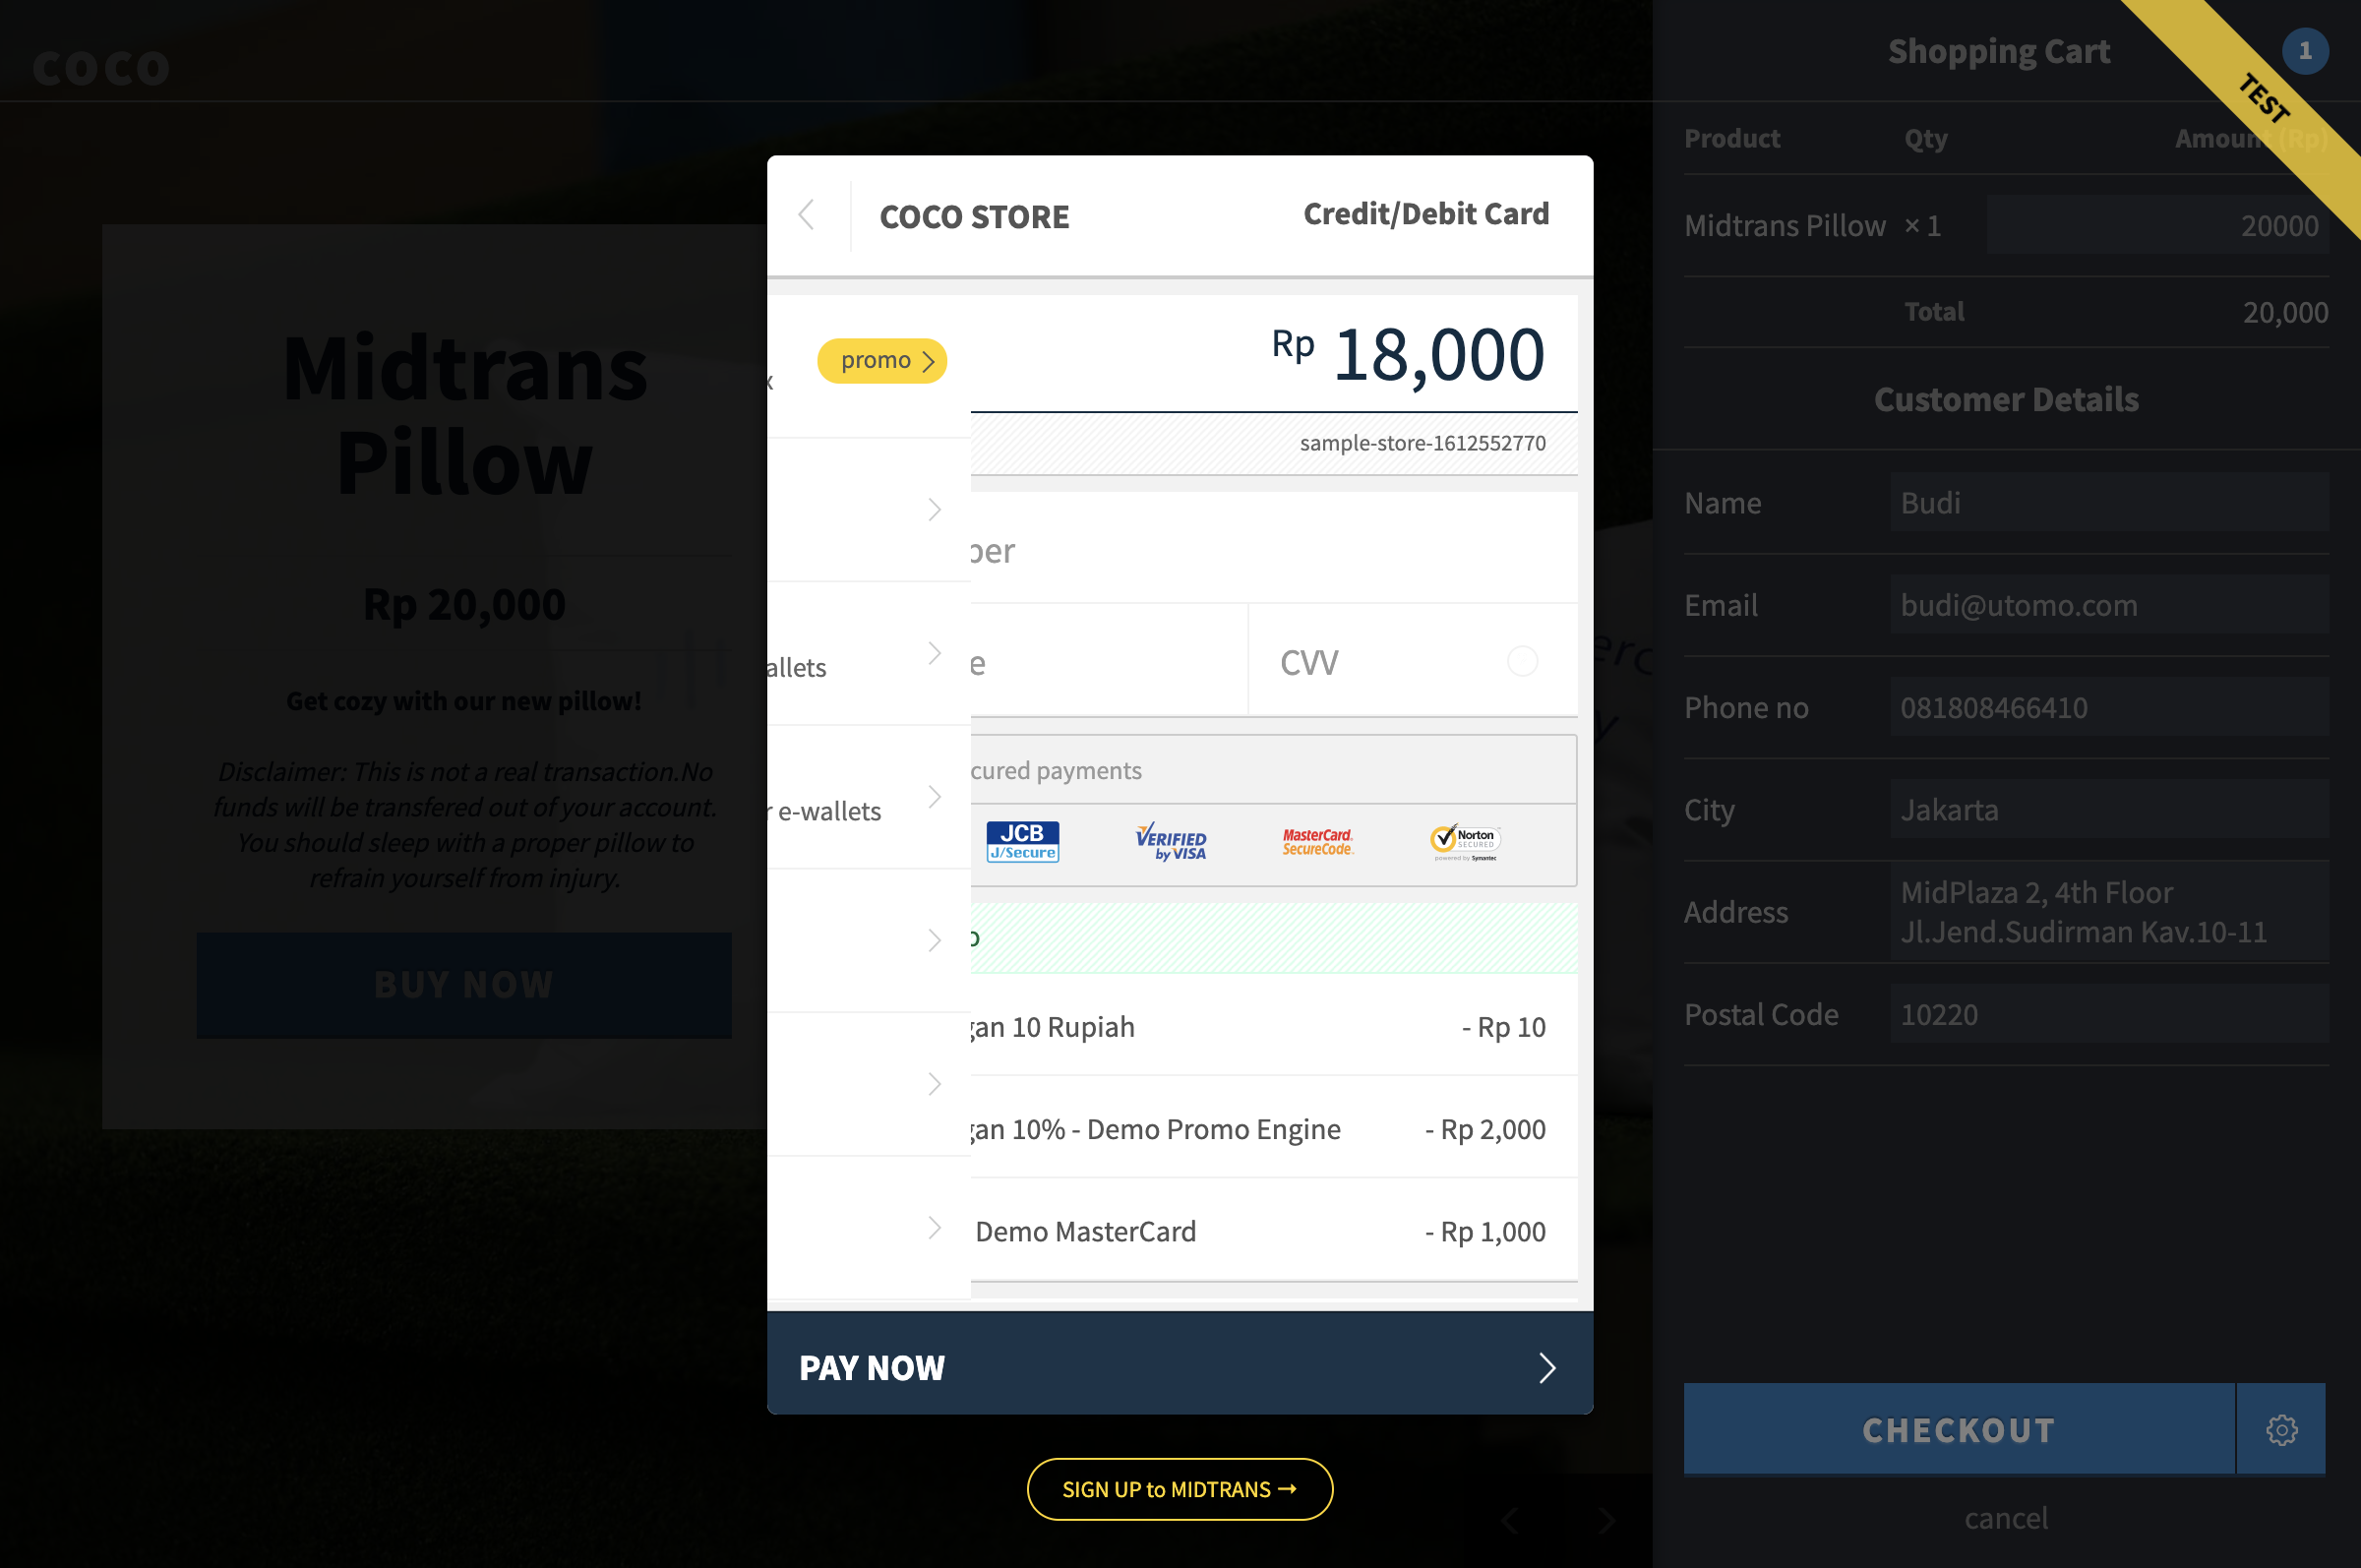 COCO
Midtrans
Pillow
Rp 20,000
Get cozy with our new pillow!
Disclaimer: This is not a real transaction.No
funds will be transfered out of your account.
You should sleep with a proper pillow to
refrain yourself from injury.
BUY NOW
COCO STORE
Credit/Debit Card
promo
Rp 18,000
sample-store-1612552770
CVV
allets
cured payments
r e-wallets
JCB
J/Secure
VERIFIED
by VISA
MasterCard.
SecureCode.
Norton
SECURED
powered by Symantec
gan 10 Rupiah - Rp 10
gan 10% - Demo Promo Engine - Rp 2,000
Demo MasterCard - Rp 1,000
PAY NOW
SIGN UP to MIDTRANS →
Shopping Cart
1
TEST
Product Qty Amount (Rp)
Midtrans Pillow × 1 20000
Total 20,000
Customer Details
Name Budi
Email budi@utomo.com
Phone no 081808466410
City Jakarta
Address MidPlaza 2, 4th Floor
Jl.Jend.Sudirman Kav.10-11
Postal Code 10220
CHECKOUT
cancel